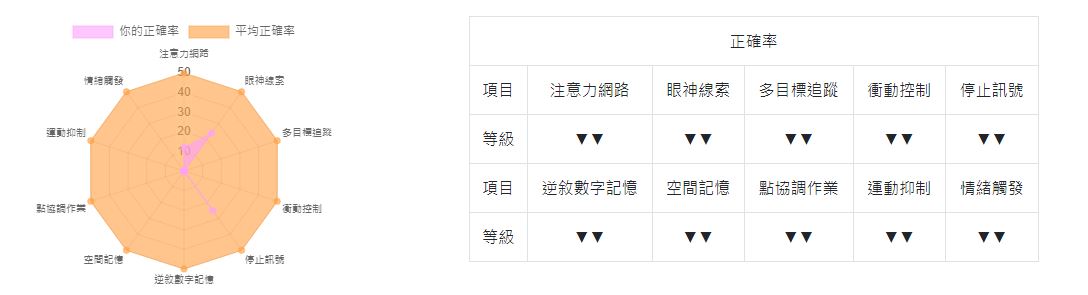 你的正確率 平均正確率
注意力網路
情緒觸發 50 眼神線索
40
30
運動抑制 20 多目標追蹤
10
點協調作業 衝動控制
空間記憶 停止訊號
逆敘數字記憶
正確率
項目 注意力網路 眼神線索 多目標追蹤 衝動控制 停止訊號
等級 ▼▼ ▼▼ ▼▼ ▼▼ ▼▼
項目 逆敘數字記憶 空間記憶 點協調作業 運動抑制 情緒觸發
等級 ▼▼ ▼▼ ▼▼ ▼▼ ▼▼